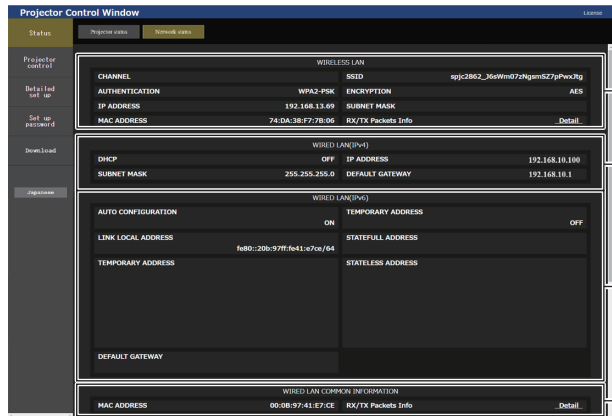 Projector Control Window
License
Status
Projector status
Network status
Projector control
Detailed set up
Set up password
Download
Japanese
WIRELESS LAN
CHANNEL
SSID spjc2862_J6sWm07zNgsmSZ7pPwxJtg
AUTHENTICATION WPA2-PSK
ENCRYPTION AES
IP ADDRESS 192.168.13.69
SUBNET MASK
MAC ADDRESS 74:DA:38:F7:7B:06
RX/TX Packets Info Detail
WIRED LAN(IPv4)
DHCP OFF
IP ADDRESS 192.168.10.100
SUBNET MASK 255.255.255.0
DEFAULT GATEWAY 192.168.10.1
WIRED LAN(IPv6)
AUTO CONFIGURATION
ON
TEMPORARY ADDRESS
OFF
LINK LOCAL ADDRESS
fe80::20b:97ff:fe41:e7ce/64
STATEFULL ADDRESS
TEMPORARY ADDRESS
STATELESS ADDRESS
DEFAULT GATEWAY
WIRED LAN COMMON INFORMATION
MAC ADDRESS 00:0B:97:41:E7:CE
RX/TX Packets Info Detail